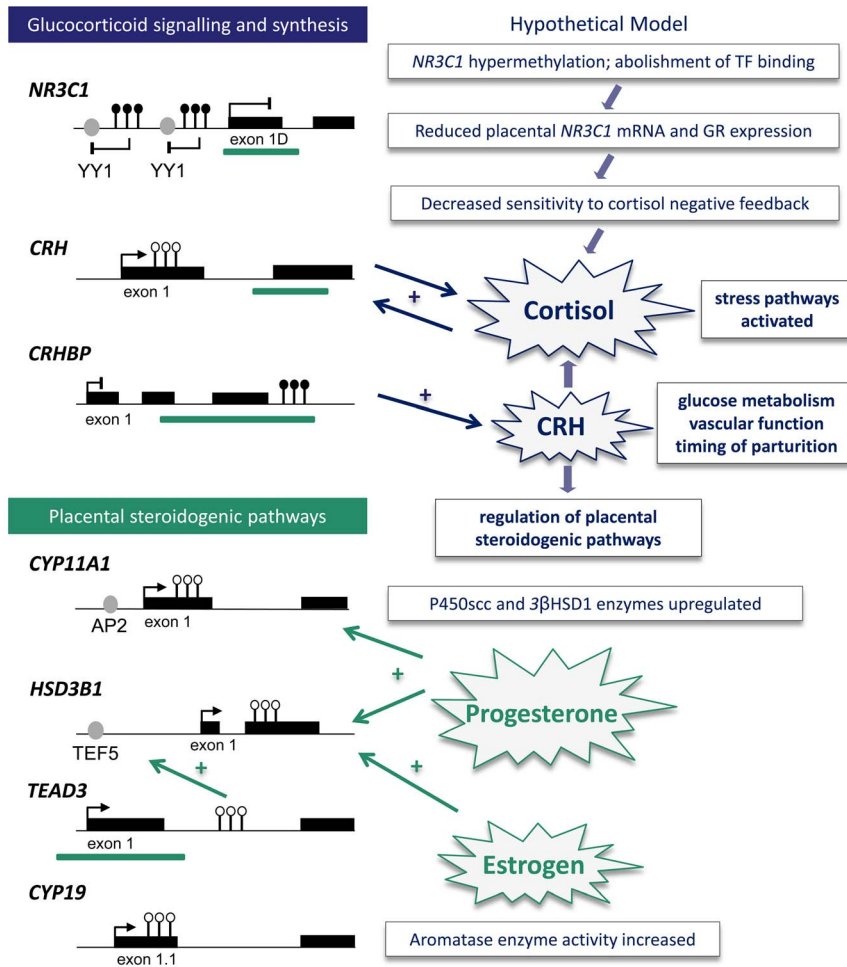 Glucocorticoid signalling and synthesis
Hypothetical Model
NR3C1 hypermethylation; abolishment of TF binding
NR3C1
exon 1D
YY1
YY1
Reduced placental NR3C1 mRNA and GR expression
Decreased sensitivity to cortisol negative feedback
CRH
exon 1
+
Cortisol
stress pathways
activated
CRHBP
exon 1
+
CRH
glucose metabolism
vascular function
timing of parturition
regulation of placental
steroidogenic pathways
Placental steroidogenic pathways
CYP11A1
AP2
exon 1
P450scc and 3βHSD1 enzymes upregulated
+
Progesterone
HSD3B1
exon 1
TEF5
+
+
TEAD3
exon 1
Estrogen
CYP19
exon 1.1
Aromatase enzyme activity increased